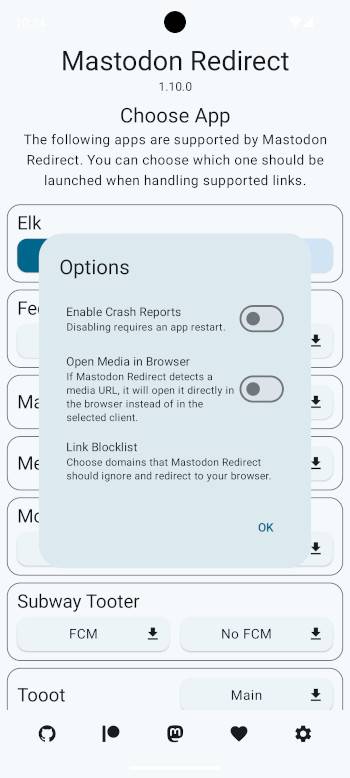 Mastodon Redirect
1.10.0
Choose App
The following apps are supported by Mastodon
Redirect. You can choose which one should be
launched when handling supported links.
Elk
Options
Enable Crash Reports
Disabling requires an app restart.
Open Media in Browser
If Mastodon Redirect detects a
media URL, it will open it directly in
the browser instead of in the
selected client.
Link Blocklist
Choose domains that Mastodon Redirect
should ignore and redirect to your browser.
OK
Subway Tooter
FCM
No FCM
Tooot
Main